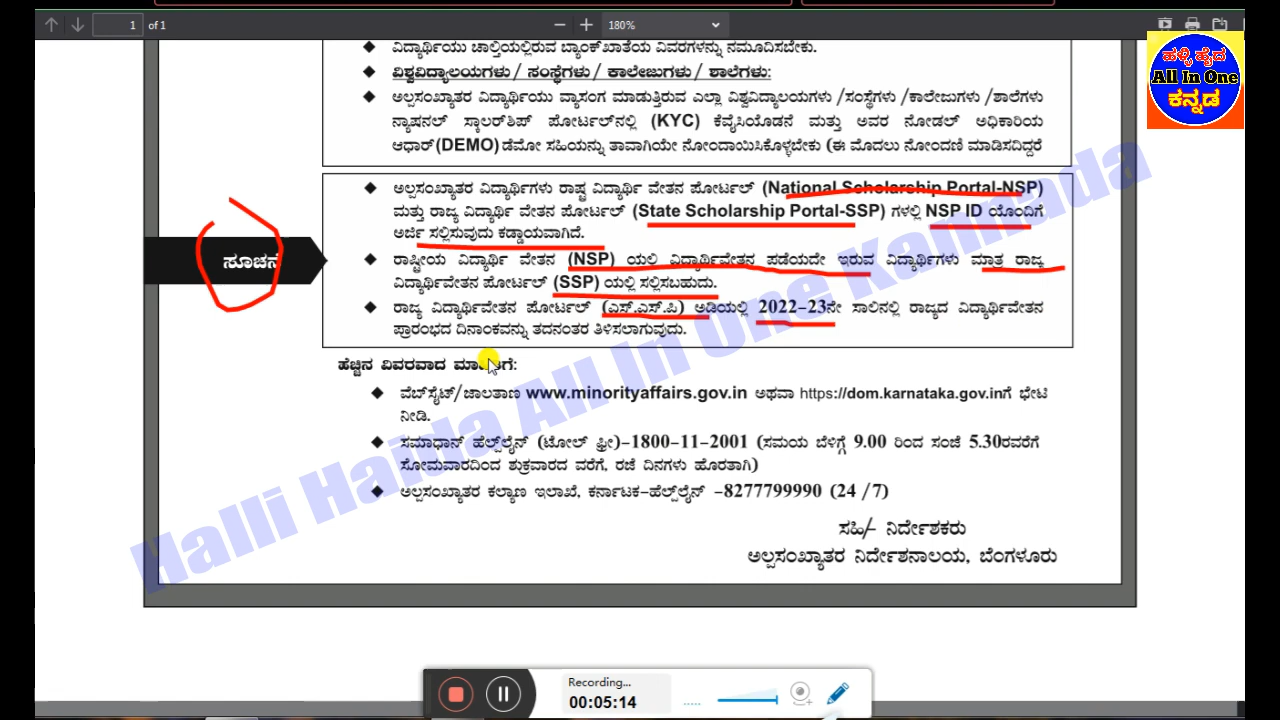 1 of 1
180%
ವಿದ್ಯಾರ್ಥಿಯು ಚಾಲ್ತಿಯಲ್ಲಿರುವ ಬ್ಯಾಂಕ್‌ಖಾತೆಯ ವಿವರಗಳನ್ನು ನಮೂದಿಸಬೇಕು.
ವಿಶ್ವವಿದ್ಯಾಲಯಗಳು/ ಸಂಸ್ಥೆಗಳು/ ಕಾಲೇಜುಗಳು/ ಶಾಲೆಗಳು:
ಅಲ್ಪಸಂಖ್ಯಾತರ ವಿದ್ಯಾರ್ಥಿಯು ವ್ಯಾಸಂಗ ಮಾಡುತ್ತಿರುವ ಎಲ್ಲಾ ವಿಶ್ವವಿದ್ಯಾಲಯಗಳು /ಸಂಸ್ಥೆಗಳು /ಕಾಲೇಜುಗಳು /ಶಾಲೆಗಳು
ನ್ಯಾಷನಲ್ ಸ್ಕಾಲರ್‌ಶಿಪ್ ಪೋರ್ಟಲ್‌ನಲ್ಲಿ (KYC) ಕೆವೈಸಿಯೊಡನೆ ಮತ್ತು ಅವರ ನೋಡಲ್ ಅಧಿಕಾರಿಯ
ಆಧಾರ್(DEMO) ಡೆಮೋ ಸಹಿಯನ್ನು ತಾವಾಗಿಯೇ ನೋಂದಾಯಿಸಿಕೊಳ್ಳಬೇಕು (ಈ ಮೊದಲು ನೋಂದಣಿ ಮಾಡಿಸದಿದ್ದರೆ
ಅಲ್ಪಸಂಖ್ಯಾತರ ವಿದ್ಯಾರ್ಥಿಗಳು ರಾಷ್ಟ್ರ ವಿದ್ಯಾರ್ಥಿ ವೇತನ ಪೋರ್ಟಲ್ (National Scholarship Portal-NSP)
ಮತ್ತು ರಾಜ್ಯ ವಿದ್ಯಾರ್ಥಿ ವೇತನ ಪೋರ್ಟಲ್ (State Scholarship Portal-SSP) ಗಳಲ್ಲಿ NSP ID ಯೊಂದಿಗೆ
ಅರ್ಜಿ ಸಲ್ಲಿಸುವುದು ಕಡ್ಡಾಯವಾಗಿದೆ.
ಸೂಚನೆ
ರಾಷ್ಟ್ರೀಯ ವಿದ್ಯಾರ್ಥಿ ವೇತನ (NSP) ಯಲಿ ವಿದ್ಯಾರ್ಥಿವೇತನ ಪಡೆಯದೇ ಇರುವ ವಿದ್ಯಾರ್ಥಿಗಳು ಮಾತ್ರ ರಾಜ್ಯ
ವಿದ್ಯಾರ್ಥಿವೇತನ ಪೋರ್ಟಲ್ (SSP) ಯಲ್ಲಿ ಸಲ್ಲಿಸಬಹುದು.
ರಾಜ್ಯ ವಿದ್ಯಾರ್ಥಿವೇತನ ಪೋರ್ಟಲ್ (ಎಸ್.ಎಸ್.ಪಿ) ಅಡಿಯಲ್ಲಿ 2022-23ನೇ ಸಾಲಿನಲ್ಲಿ ರಾಜ್ಯದ ವಿದ್ಯಾರ್ಥಿವೇತನ
ಪ್ರಾರಂಭದ ದಿನಾಂಕವನ್ನು ತದನಂತರ ತಿಳಿಸಲಾಗುವುದು.
ಹೆಚ್ಚಿನ ವಿವರವಾದ
ವೆಬ್‌ಸೈಟ್/ಜಾಲತಾಣ www.minorityaffairs.gov.in ಅಥವಾ https://dom.karnataka.gov.inಗೆ ಭೇಟಿ
ನೀಡಿ.
ಸಮಾಧಾನ್ ಹೆಲ್ಪ್‌ಲೈನ್ (ಟೋಲ್ ಫ್ರೀ)-1800-11-2001 (ಸಮಯ ಬೆಳಿಗ್ಗೆ 9.00 ರಿಂದ ಸಂಜೆ 5.30ರವರೆಗೆ
ಸೋಮವಾರದಿಂದ ಶುಕ್ರವಾರದ ವರೆಗೆ, ರಜೆ ದಿನಗಳು ಹೊರತಾಗಿ)
ಅಲ್ಪಸಂಖ್ಯಾತರ ಕಲ್ಯಾಣ ಇಲಾಖೆ, ಕರ್ನಾಟಕ-ಹೆಲ್ಪ್‌ಲೈನ್ -8277799990 (24 /7)
ಸಹಿ/- ನಿರ್ದೇಶಕರು
ಅಲ್ಪಸಂಖ್ಯಾತರ ನಿರ್ದೇಶನಾಲಯ, ಬೆಂಗಳೂರು
Halli Haida All In One Kannada
ಹಳ್ಳಿ ಹೈದ
All In One
ಕನ್ನಡ
Recording...
00:05:14